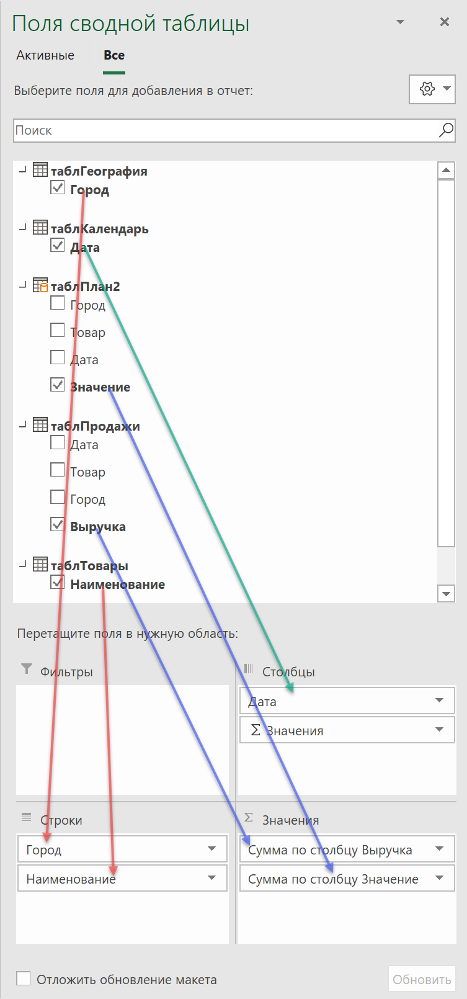 Поля сводной таблицы
Активные Все
Выберите поля для добавления в отчет:
Поиск
таблГеография
Город
таблКалендарь
Дата
таблПлан2
Город
Товар
Дата
Значение
таблПродажи
Дата
Товар
Город
Выручка
таблТовары
Наименование
Перетащите поля в нужную область:
Фильтры
Столбцы
Дата
Σ Значения
Строки
Город
Наименование
Σ Значения
Сумма по столбцу Выручка
Сумма по столбцу Значение
Отложить обновление макета
Обновить